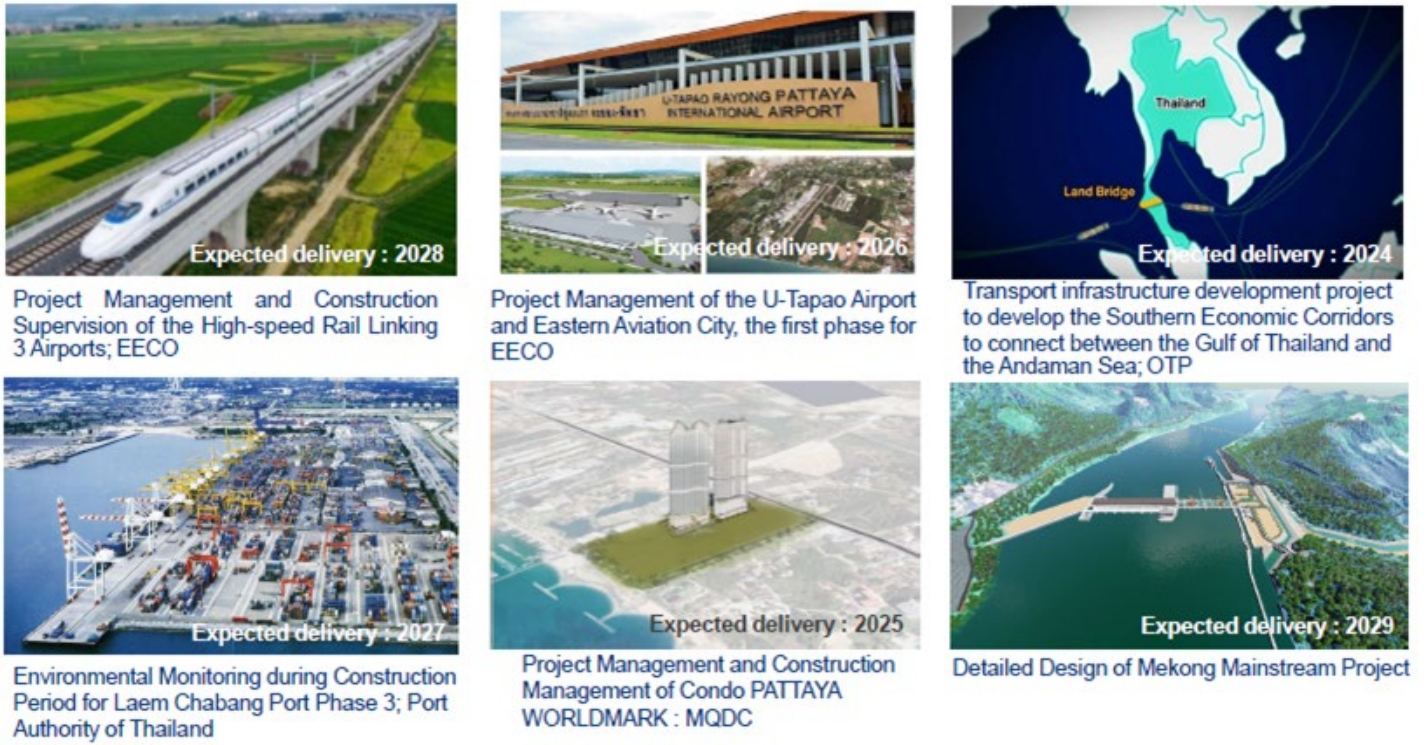 Expected delivery : 2028
Project Management and Construction
Supervision of the High-speed Rail Linking
3 Airports; EECO
U-TAPAO RAYONG PATTAYA
INTERNATIONAL AIRPORT
Expected delivery : 2026
Project Management of the U-Tapao Airport
and Eastern Aviation City, the first phase for
EECO
Thailand
Land Bridge
Expected delivery : 2024
Transport infrastructure development project
to develop the Southern Economic Corridors
to connect between the Gulf of Thailand and
the Andaman Sea; OTP
Expected delivery : 2027
Environmental Monitoring during Construction
Period for Laem Chabang Port Phase 3; Port
Authority of Thailand
Expected delivery : 2025
Project Management and Construction
Management of Condo PATTAYA
WORLDMARK : MQDC
Expected delivery : 2029
Detailed Design of Mekong Mainstream Project